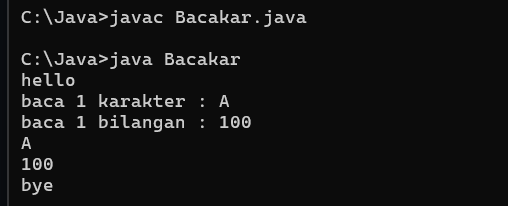 C:\Java>javac Bacakar.java
C:\Java>java Bacakar
hello
baca 1 karakter : A
baca 1 bilangan : 100
A
100
bye